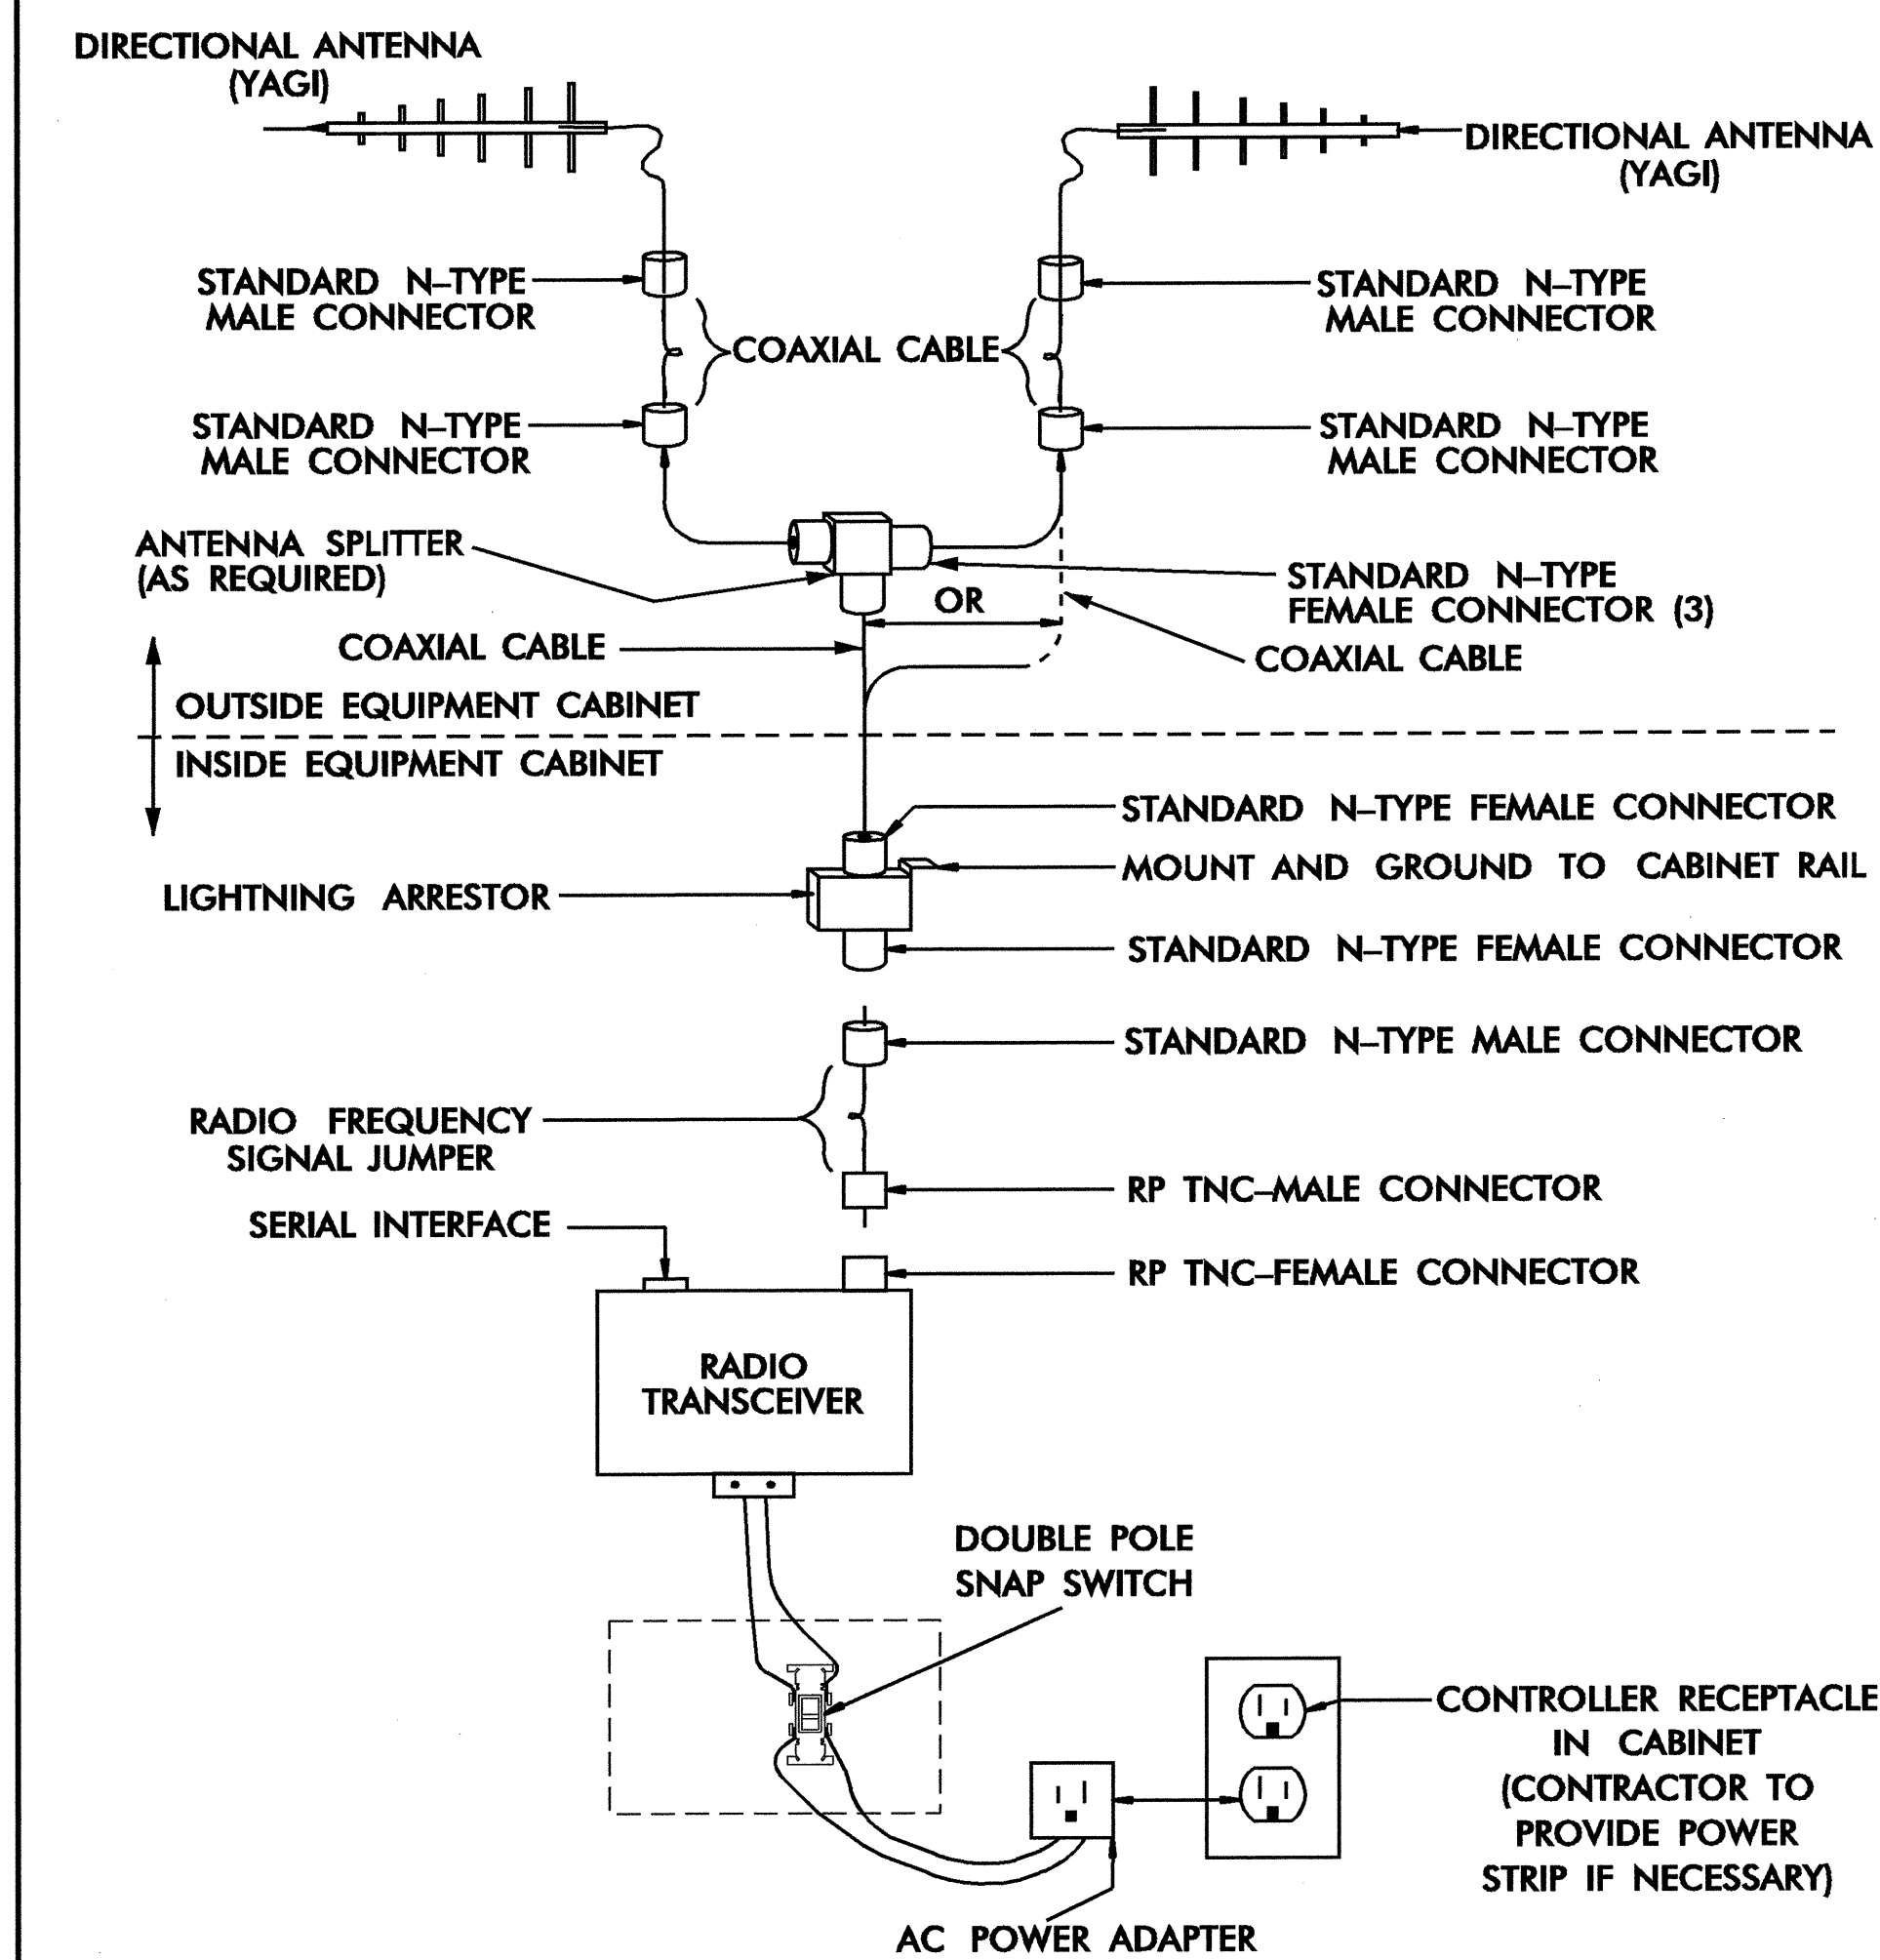 DIRECTIONAL ANTENNA
(YAGI)
DIRECTIONAL ANTENNA
(YAGI)
STANDARD N–TYPE
MALE CONNECTOR
STANDARD N–TYPE
MALE CONNECTOR
COAXIAL CABLE
STANDARD N–TYPE
MALE CONNECTOR
STANDARD N–TYPE
MALE CONNECTOR
ANTENNA SPLITTER
(AS REQUIRED)
STANDARD N–TYPE
FEMALE CONNECTOR (3)
OR
COAXIAL CABLE
COAXIAL CABLE
OUTSIDE EQUIPMENT CABINET
INSIDE EQUIPMENT CABINET
STANDARD N–TYPE FEMALE CONNECTOR
MOUNT AND GROUND TO CABINET RAIL
LIGHTNING ARRESTOR
STANDARD N–TYPE FEMALE CONNECTOR
STANDARD N–TYPE MALE CONNECTOR
RADIO FREQUENCY
SIGNAL JUMPER
RP TNC–MALE CONNECTOR
SERIAL INTERFACE
RP TNC–FEMALE CONNECTOR
RADIO
TRANSCEIVER
DOUBLE POLE
SNAP SWITCH
CONTROLLER RECEPTACLE
IN CABINET
(CONTRACTOR TO
PROVIDE POWER
STRIP IF NECESSARY)
AC POWER ADAPTER